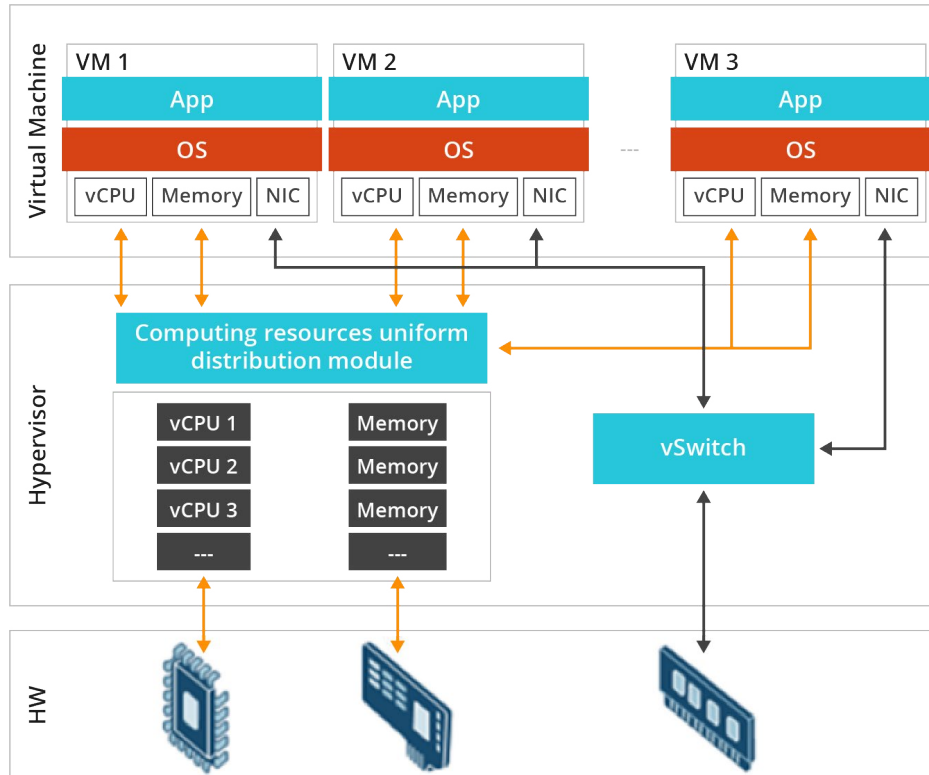 Virtual Machine
VM 1
App
OS
vCPU
Memory
NIC
VM 2
App
OS
vCPU
Memory
NIC
---
VM 3
App
OS
vCPU
Memory
NIC
Hypervisor
Computing resources uniform
distribution module
vCPU 1
vCPU 2
vCPU 3
---
Memory
Memory
Memory
---
vSwitch
HW